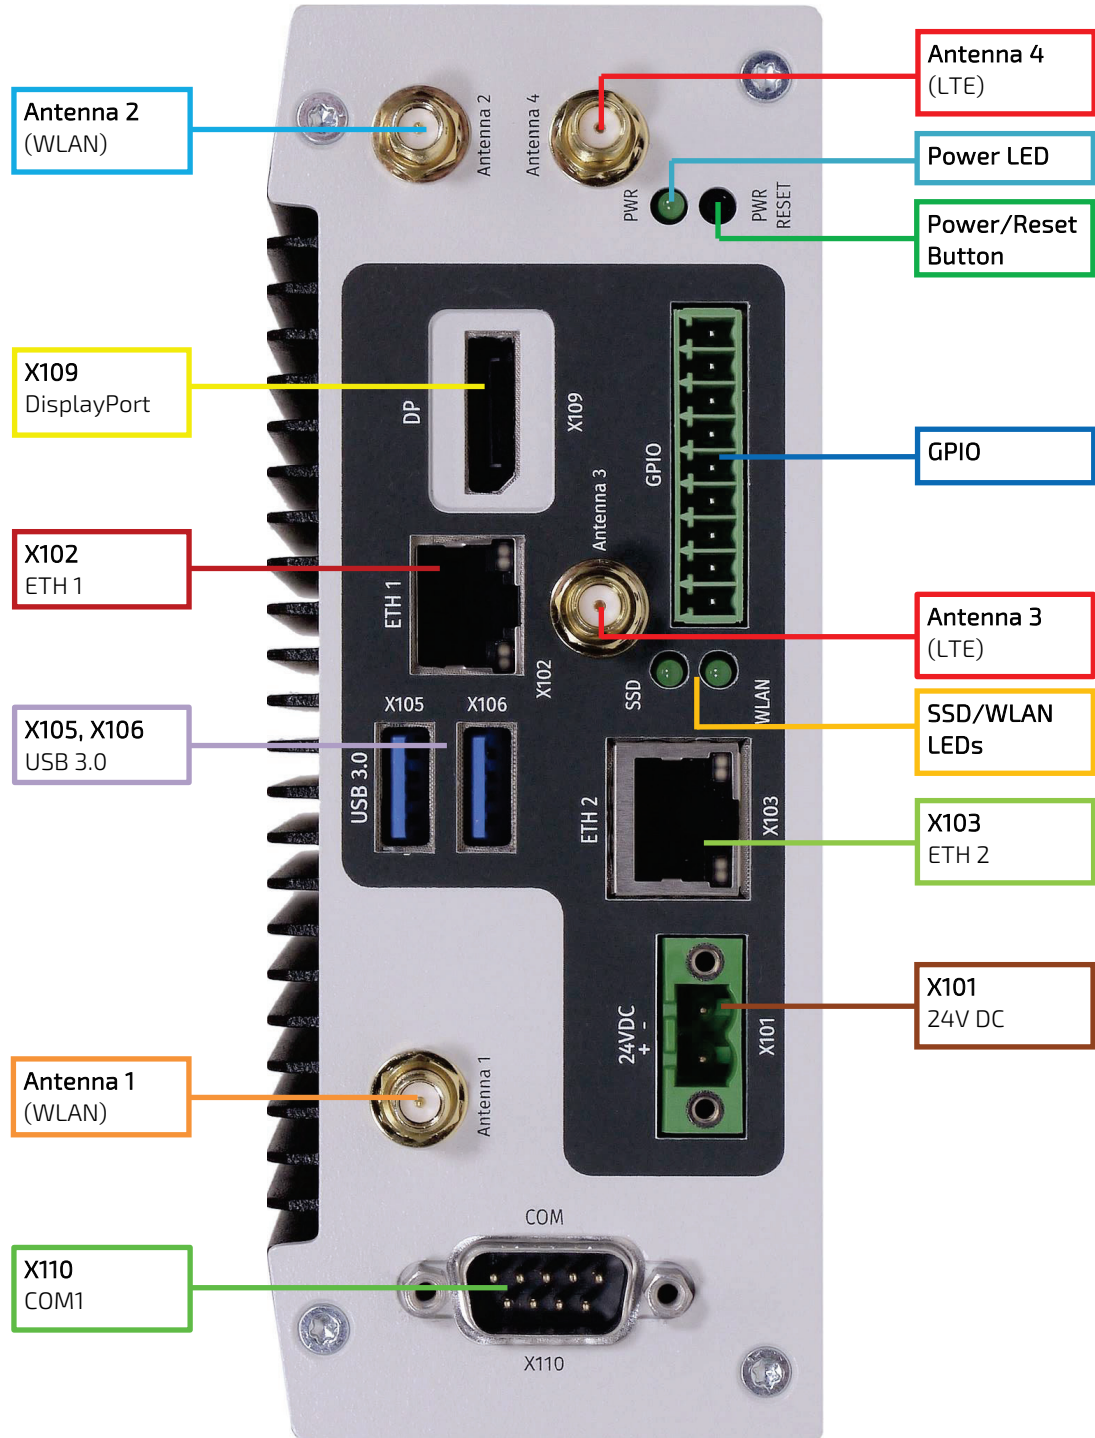 Antenna 2
(WLAN)
X109
DisplayPort
X102
ETH 1
X105, X106
USB 3.0
Antenna 1
(WLAN)
X110
COM1
Antenna 2
Antenna 4
PWR
PWR
RESET
DP
X109
GPIO
Antenna 3
ETH 1
X102
SSD
WLAN
X105
X106
USB 3.0
ETH 2
X103
24VDC
+ -
X101
Antenna 1
COM
X110
Antenna 4
(LTE)
Power LED
Power/Reset
Button
GPIO
Antenna 3
(LTE)
SSD/WLAN
LEDs
X103
ETH 2
X101
24V DC